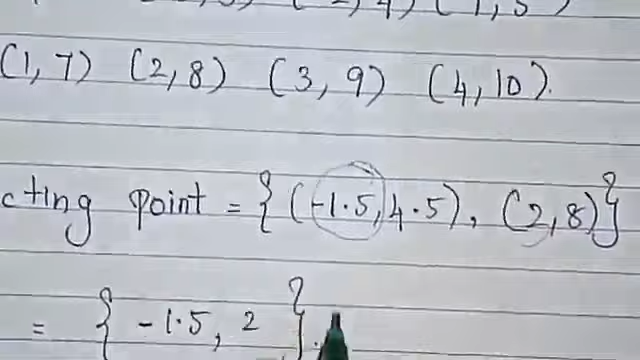 (1,7) (2,8) (3,9) (4,10).
cting point = {(-1.5,4.5), (2,8)}
= {-1.5, 2}.